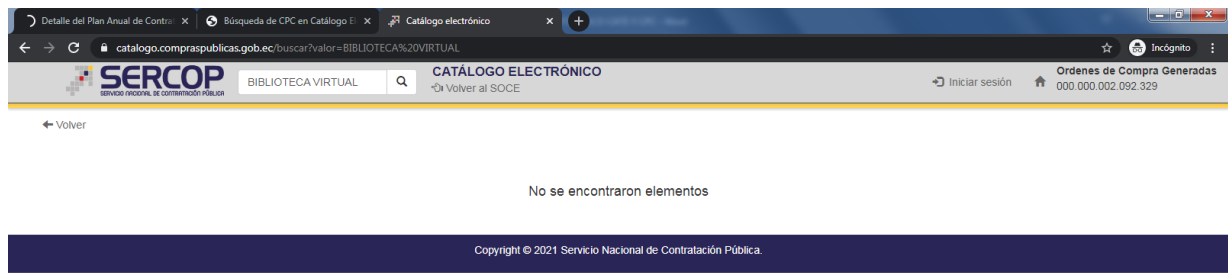 Detalle del Plan Anual de Contrat
Búsqueda de CPC en Catálogo El
Catálogo electrónico
catalogo.compraspublicas.gob.ec/buscar?valor=BIBLIOTECA%20VIRTUAL
Incógnito
SERCOP
SERVICIO NACIONAL DE CONTRATACIÓN PÚBLICA
BIBLIOTECA VIRTUAL
CATÁLOGO ELECTRÓNICO
Volver al SOCE
Iniciar sesión
Ordenes de Compra Generadas
000.000.002.092.329
Volver
No se encontraron elementos
Copyright © 2021 Servicio Nacional de Contratación Pública.